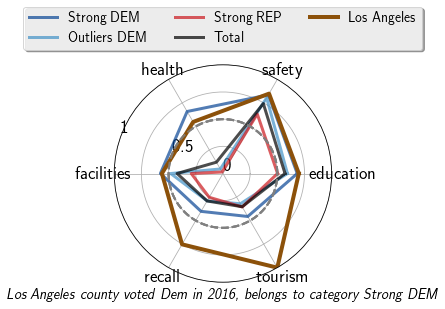 Strong DEM Strong REP Los Angeles
Outliers DEM Total
health safety
1
0.5
0
facilities education
recall tourism
Los Angeles county voted Dem in 2016, belongs to category Strong DEM